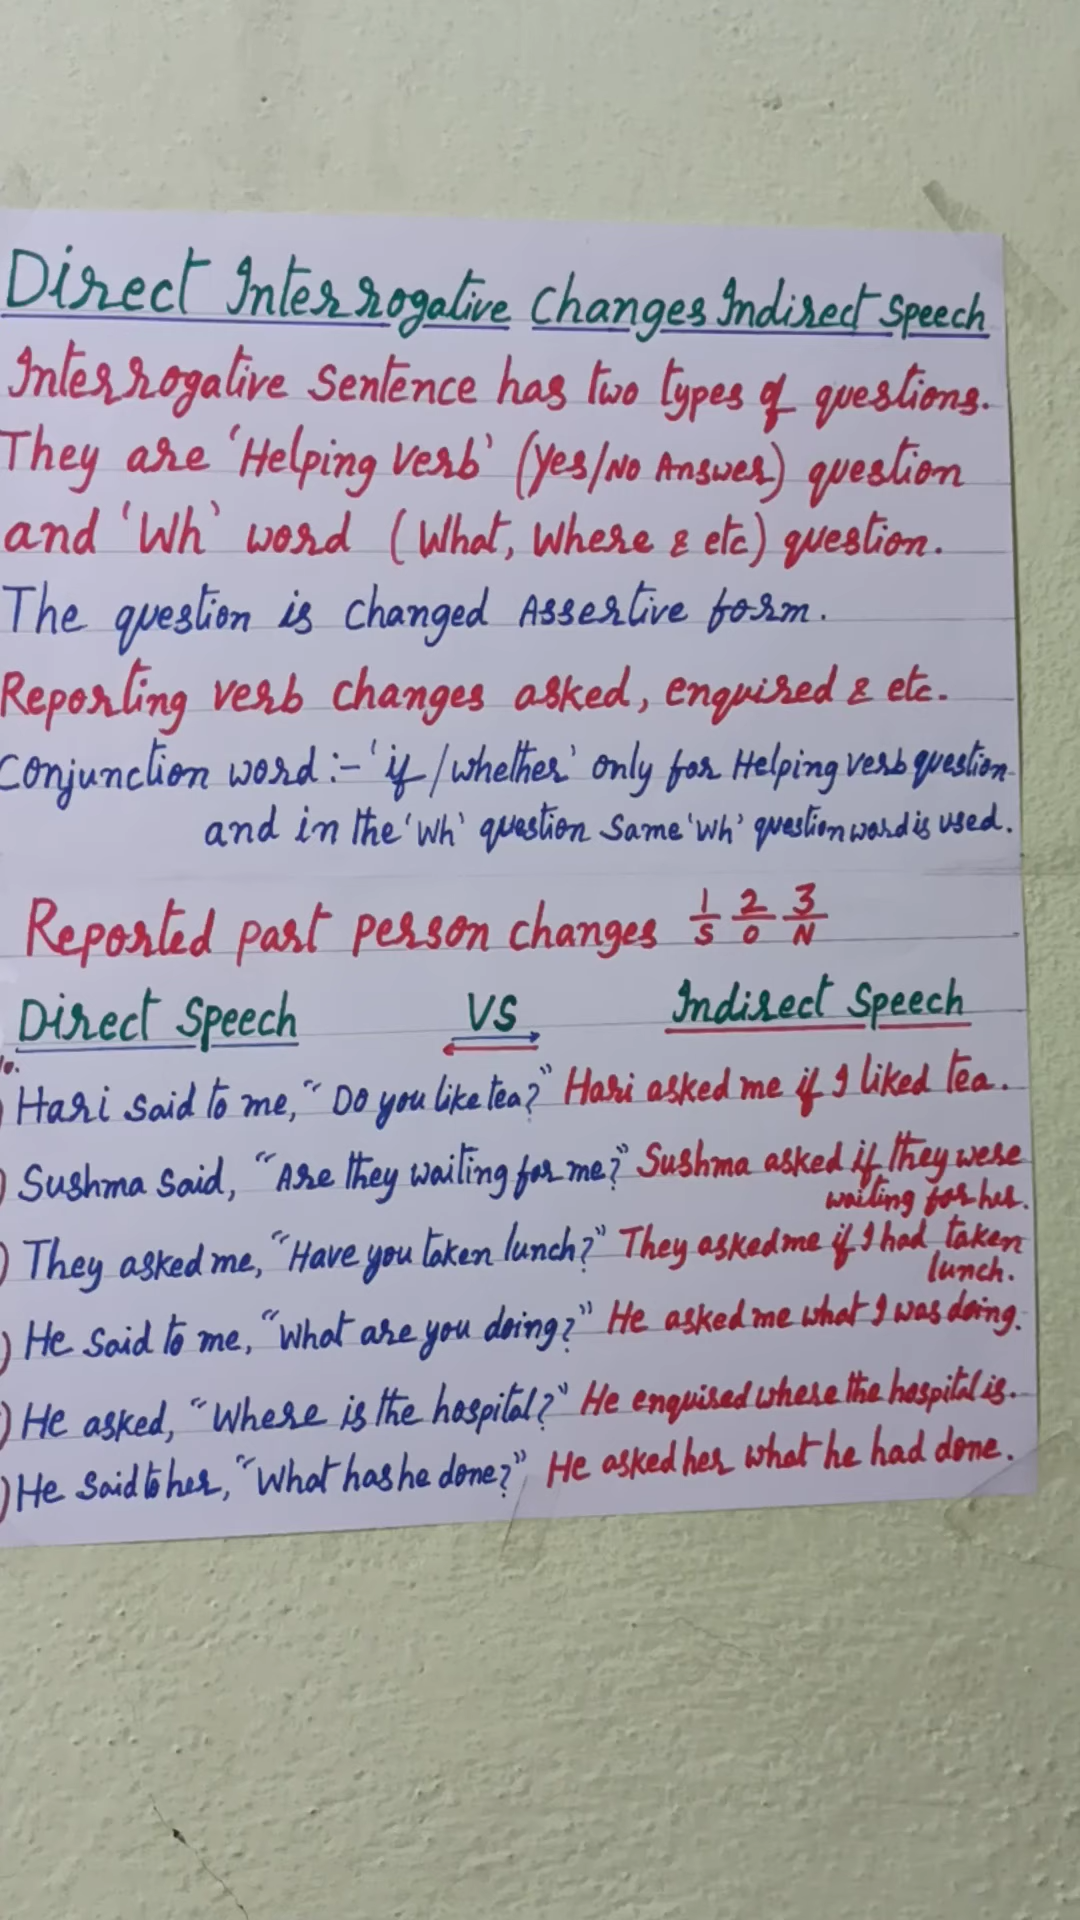 Direct Interrogative Changes Indirect Speech
Interrogative Sentence has two types of questions.
They are 'Helping verb' (Yes/No Answer) question
and 'Wh' word (What, Where & etc) question.
The question is changed Assertive form.
Reporting verb changes asked, enquired & etc.
Conjunction word :- 'if/whether' only for Helping verb question
and in the 'Wh' question same 'Wh' question word is used.
Reported past person changes 1/S 2/O 3/N
Direct Speech VS Indirect Speech
Hari said to me, "Do you like tea?" Hari asked me if I liked tea.
Sushma said, "Are they waiting for me?" Sushma asked if they were
waiting for her.
They asked me, "Have you taken lunch?" They asked me if I had taken
lunch.
He said to me, "What are you doing?" He asked me what I was doing.
He asked, "Where is the hospital?" He enquired where the hospital is.
He said to her, "What has he done?" He asked her what he had done.